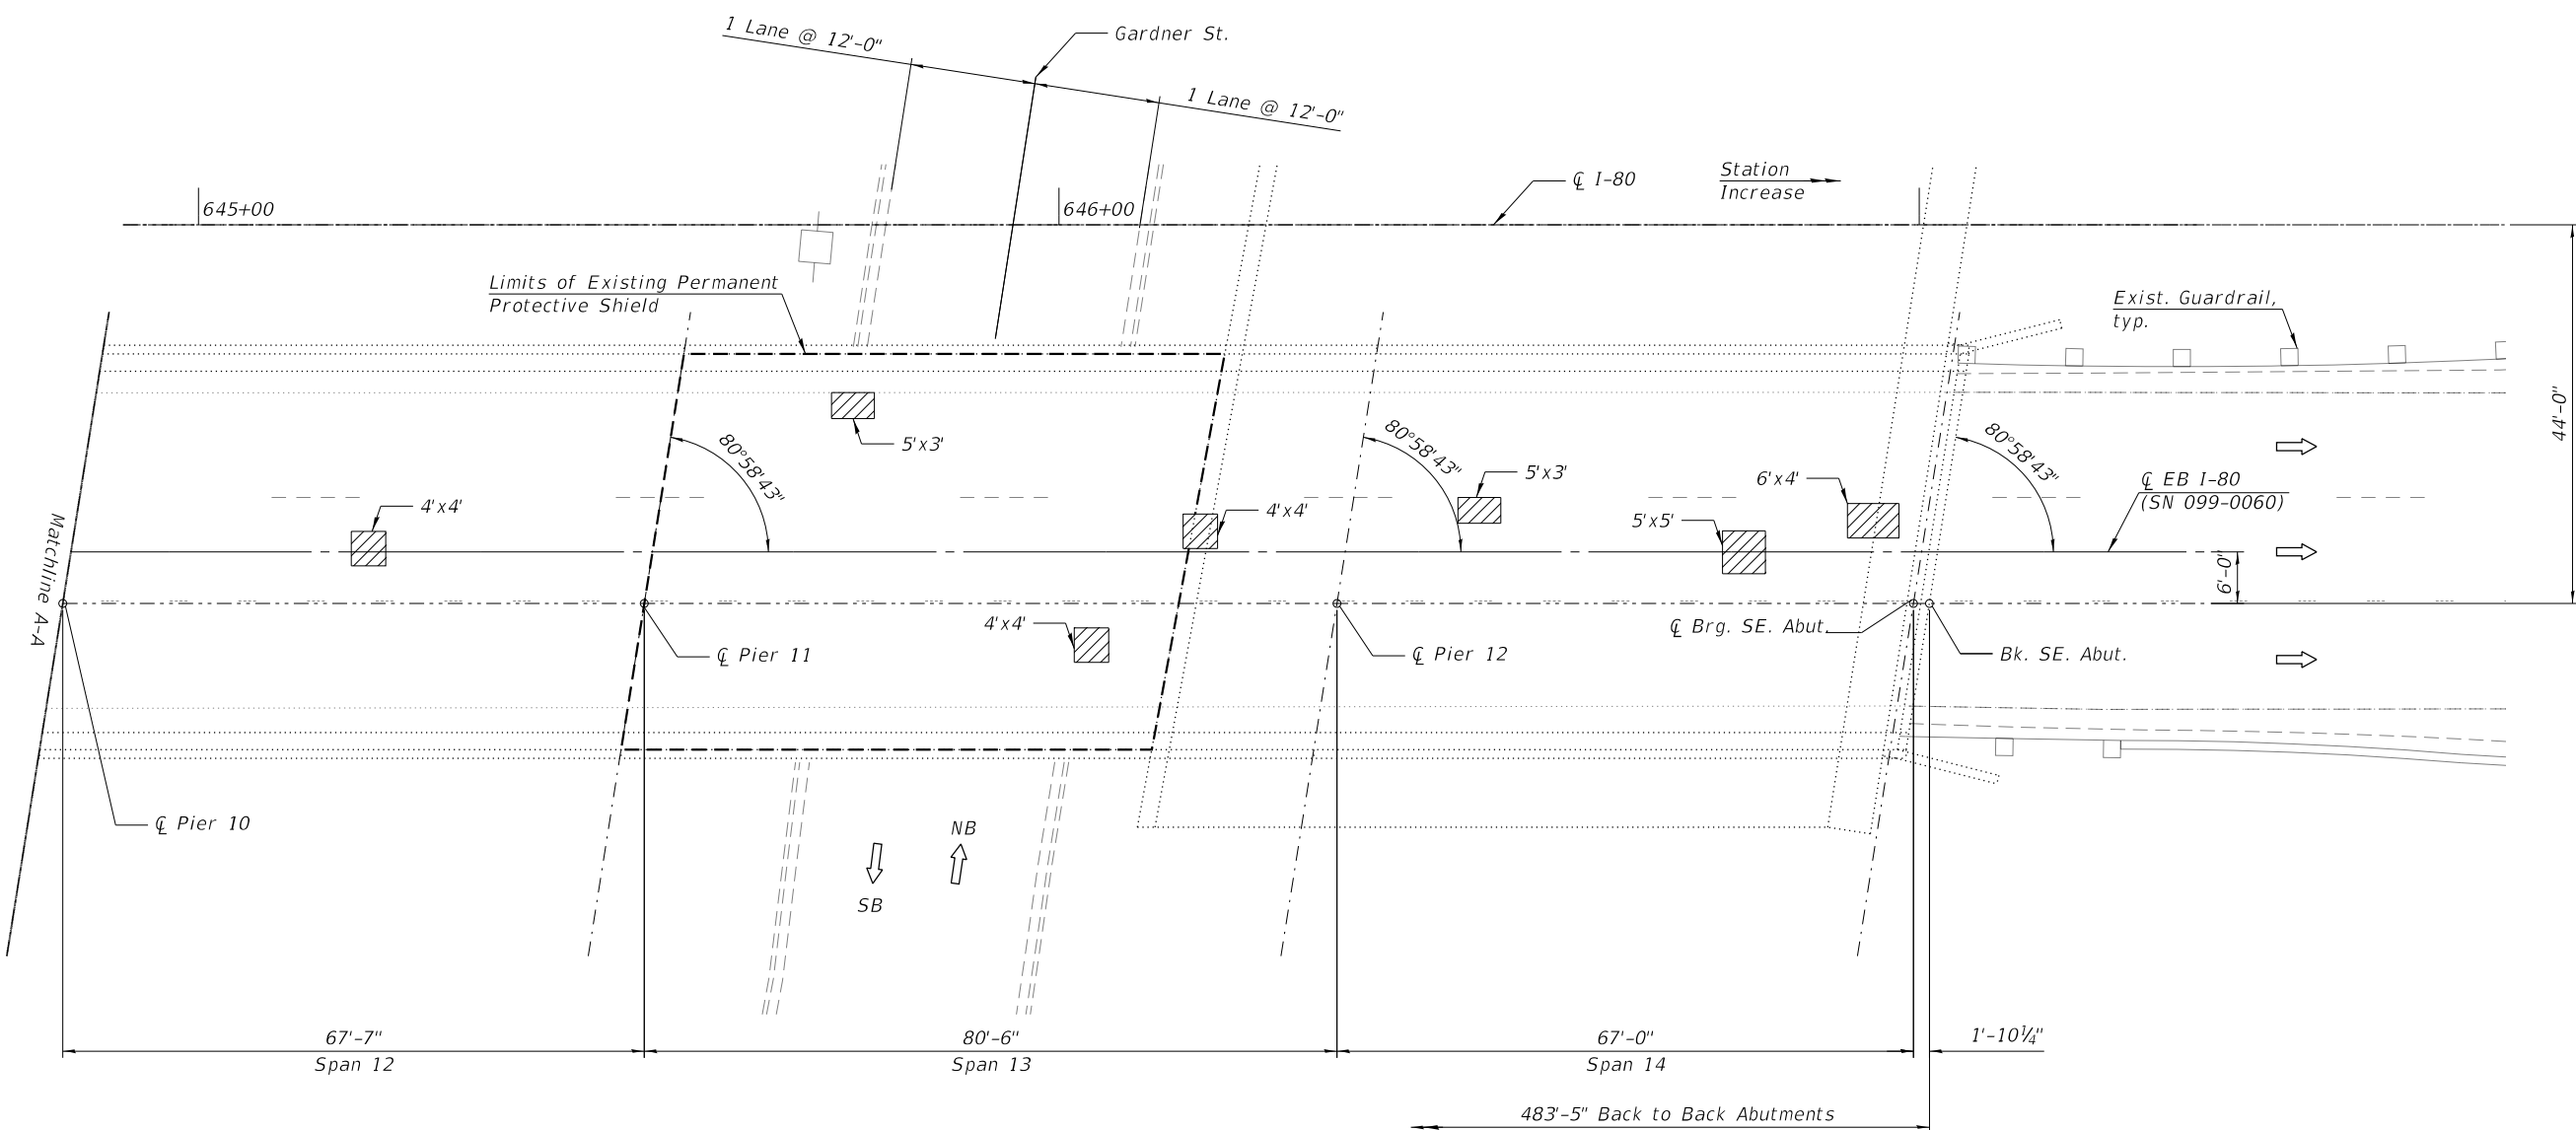 1 Lane @ 12'-0"
Gardner St.
1 Lane @ 12'-0"
Station
Increase
℄ I-80
645+00
646+00
Limits of Existing Permanent
Protective Shield
Exist. Guardrail,
typ.
44'-0"
5'x3'
80°58'43"
80°58'43"
80°58'43"
5'x3'
6'x4'
℄ EB I-80
(SN 099-0060)
4'x4'
4'x4'
5'x5'
Matchline A-A
6'-0"
4'x4'
℄ Brg. SE. Abut.
℄ Pier 11
℄ Pier 12
Bk. SE. Abut.
℄ Pier 10
NB
SB
67'-7"
Span 12
80'-6"
Span 13
67'-0"
Span 14
1'-10¼"
483'-5" Back to Back Abutments